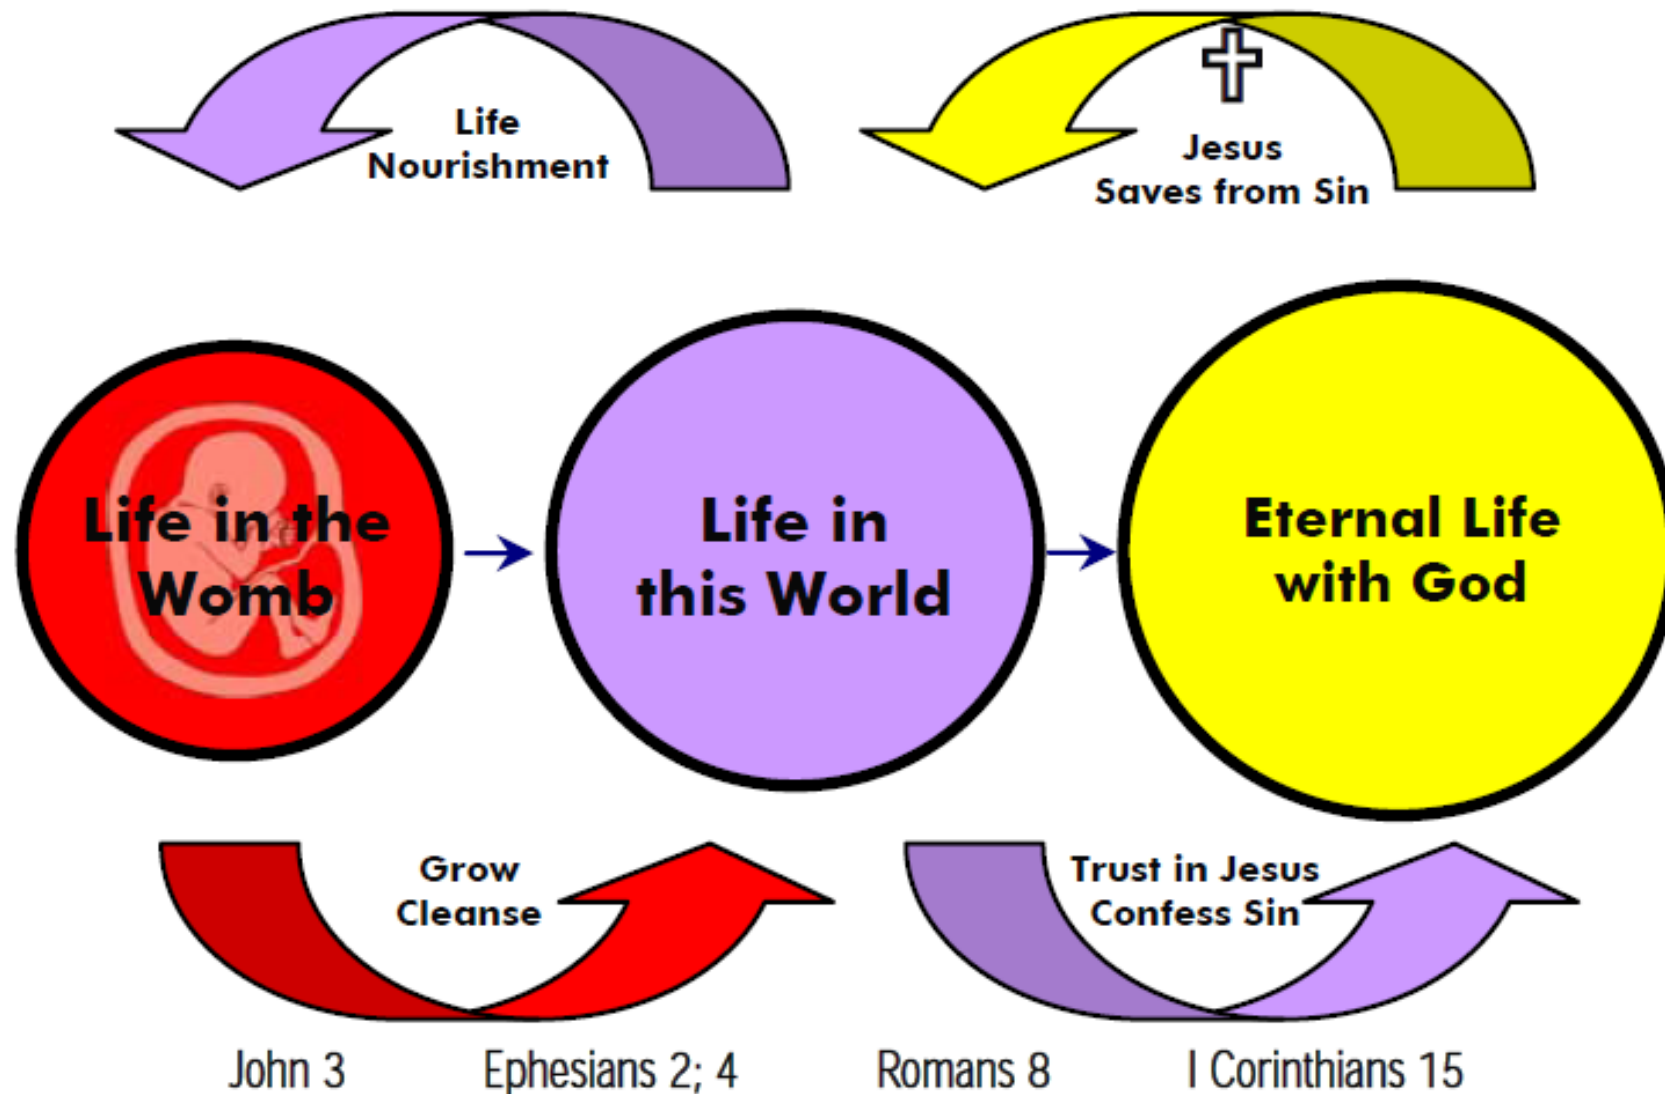 Life
Nourishment
Jesus
Saves from Sin
Life in the
Womb
Life in
this World
Eternal Life
with God
Grow
Cleanse
Trust in Jesus
Confess Sin
John 3
Ephesians 2; 4
Romans 8
I Corinthians 15